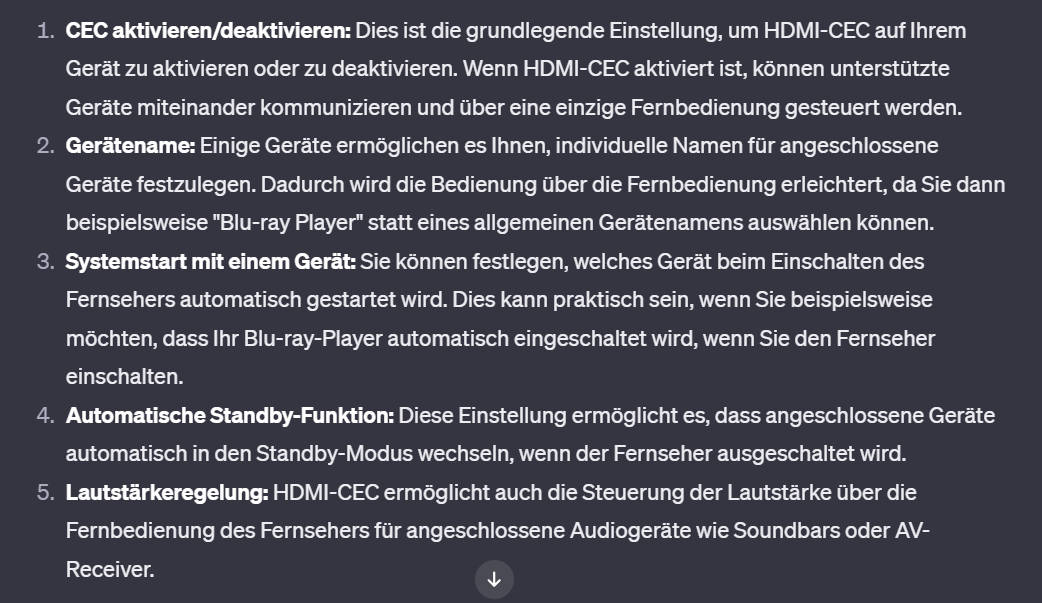 1. CEC aktivieren/deaktivieren: Dies ist die grundlegende Einstellung, um HDMI-CEC auf Ihrem
Gerät zu aktivieren oder zu deaktivieren. Wenn HDMI-CEC aktiviert ist, können unterstützte
Geräte miteinander kommunizieren und über eine einzige Fernbedienung gesteuert werden.
2. Gerätename: Einige Geräte ermöglichen es Ihnen, individuelle Namen für angeschlossene
Geräte festzulegen. Dadurch wird die Bedienung über die Fernbedienung erleichtert, da Sie dann
beispielsweise "Blu-ray Player" statt eines allgemeinen Gerätenamens auswählen können.
3. Systemstart mit einem Gerät: Sie können festlegen, welches Gerät beim Einschalten des
Fernsehers automatisch gestartet wird. Dies kann praktisch sein, wenn Sie beispielsweise
möchten, dass Ihr Blu-ray-Player automatisch eingeschaltet wird, wenn Sie den Fernseher
einschalten.
4. Automatische Standby-Funktion: Diese Einstellung ermöglicht es, dass angeschlossene Geräte
automatisch in den Standby-Modus wechseln, wenn der Fernseher ausgeschaltet wird.
5. Lautstärkeregelung: HDMI-CEC ermöglicht auch die Steuerung der Lautstärke über die
Fernbedienung des Fernsehers für angeschlossene Audiogeräte wie Soundbars oder AV-
Receiver.